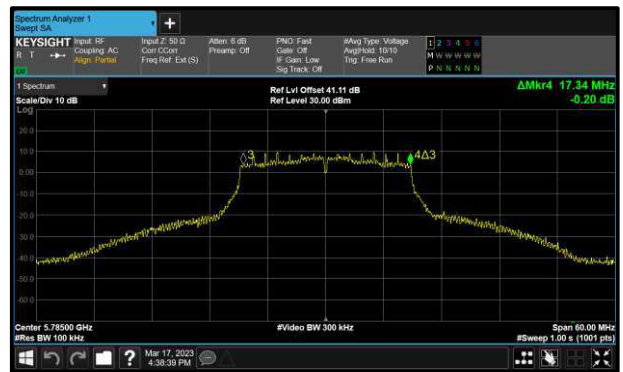 Spectrum Analyzer 1
Swept SA
+
KEYSIGHT Input: RF Input Z: 50 Ω Atten: 6 dB PNO: Fast #Avg Type: Voltage 1 2 3 4 5 6
R T Coupling: AC Corr CCorr Preamp: Off Gate: Off Avg|Hold: 10/10 M W W W W W
Align: Partial Freq Ref: Ext (S) IF Gain: Low Trig: Free Run P N N N N N
Sig Track: Off
1 Spectrum Ref Lvl Offset 41.11 dB ΔMkr4 17.34 MHz
Scale/Div 10 dB Ref Level 30.00 dBm -0.20 dB
Log
20.0
10.0 3 4Δ3
0.00
-10.0
-20.0
-30.0
-40.0
-50.0
-60.0
Center 5.78500 GHz #Video BW 300 kHz Span 60.00 MHz
#Res BW 100 kHz #Sweep 1.00 s (1001 pts)
? Mar 17, 2023
4:38:39 PM